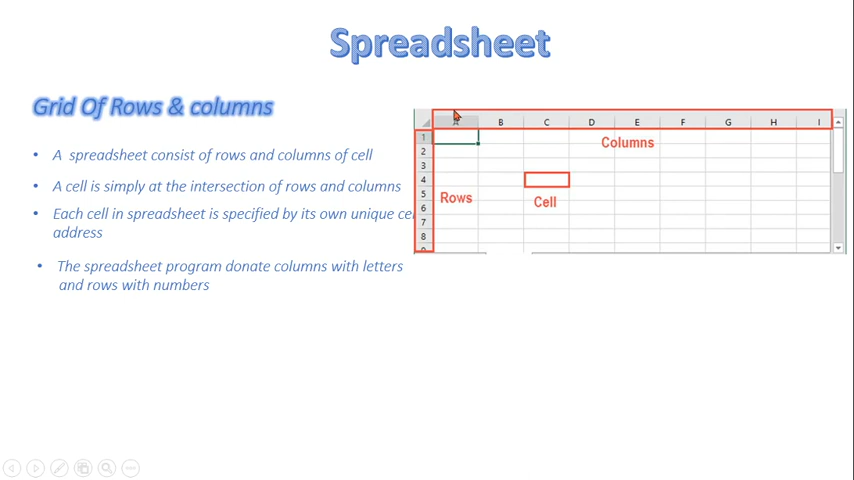 Spreadsheet
Grid Of Rows & columns
• A spreadsheet consist of rows and columns of cell
• A cell is simply at the intersection of rows and columns
• Each cell in spreadsheet is specified by its own unique cel
address
• The spreadsheet program donate columns with letters
and rows with numbers
A B C D E F G H I
1
Columns
2
3
4
5
Rows
Cell
6
7
8
9